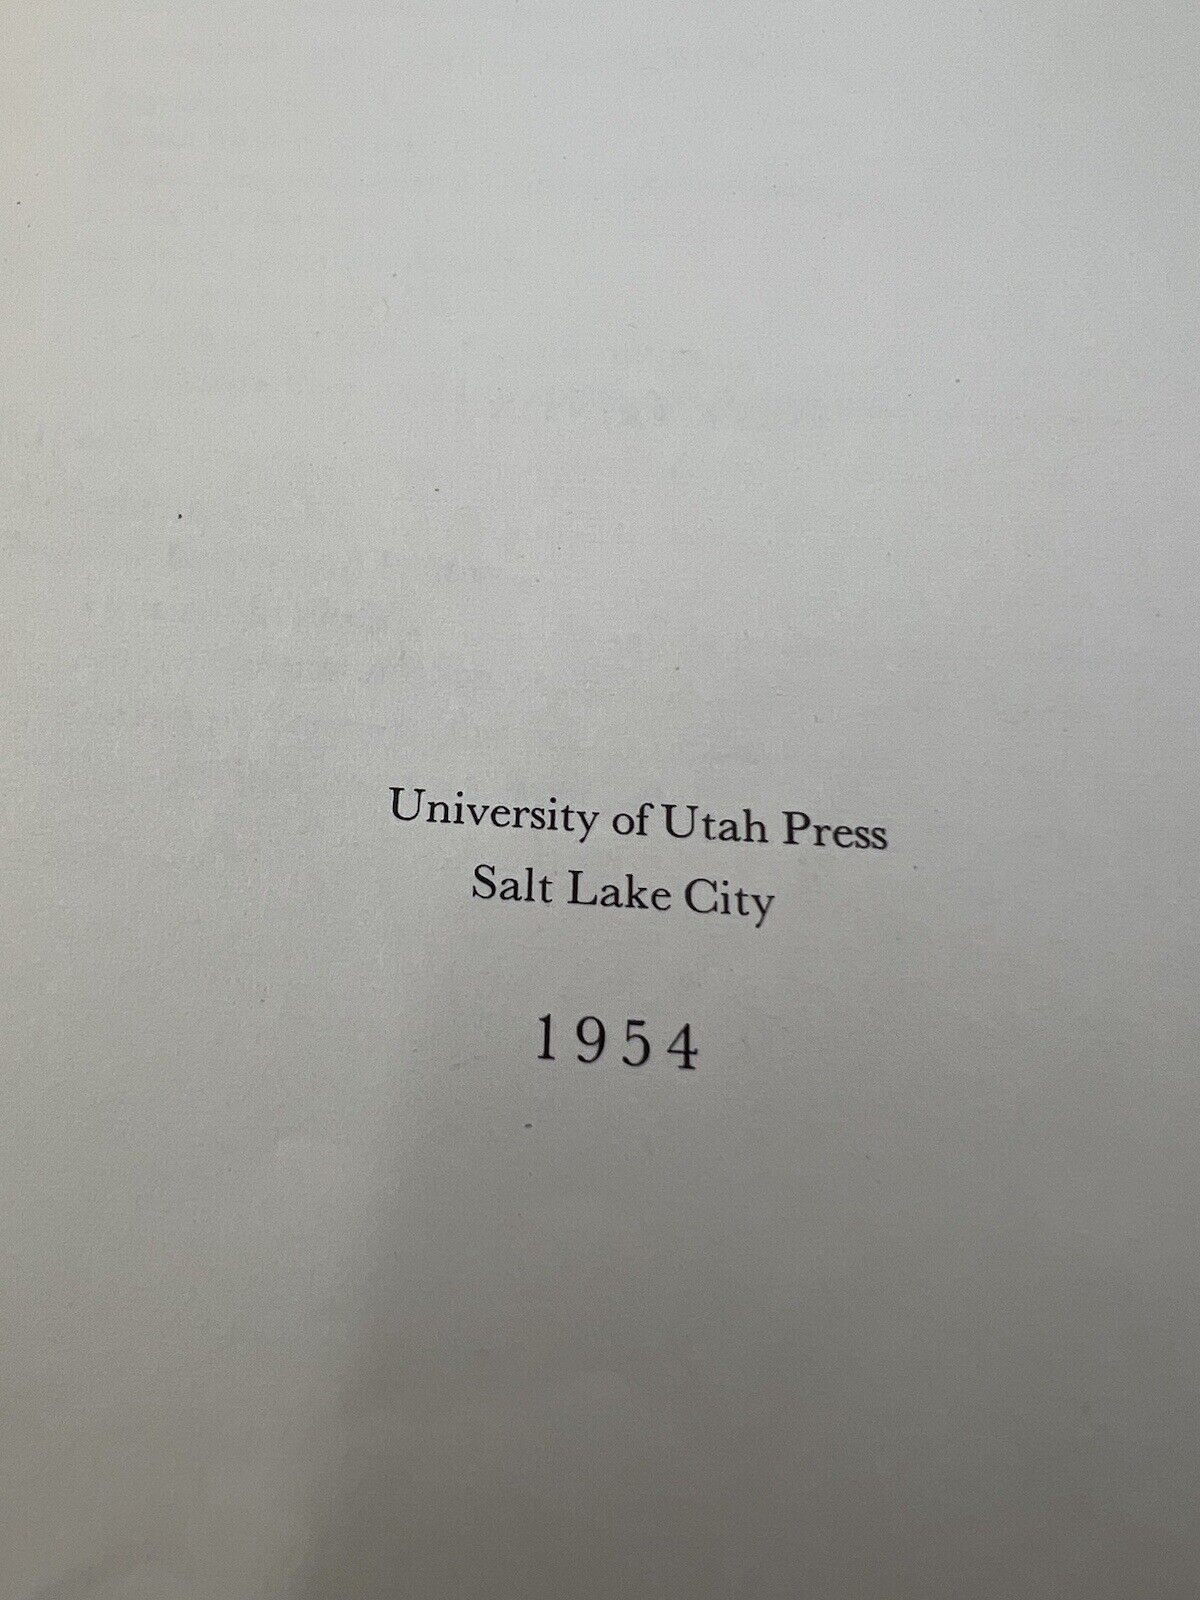 University of Utah Press
Salt Lake City
1954